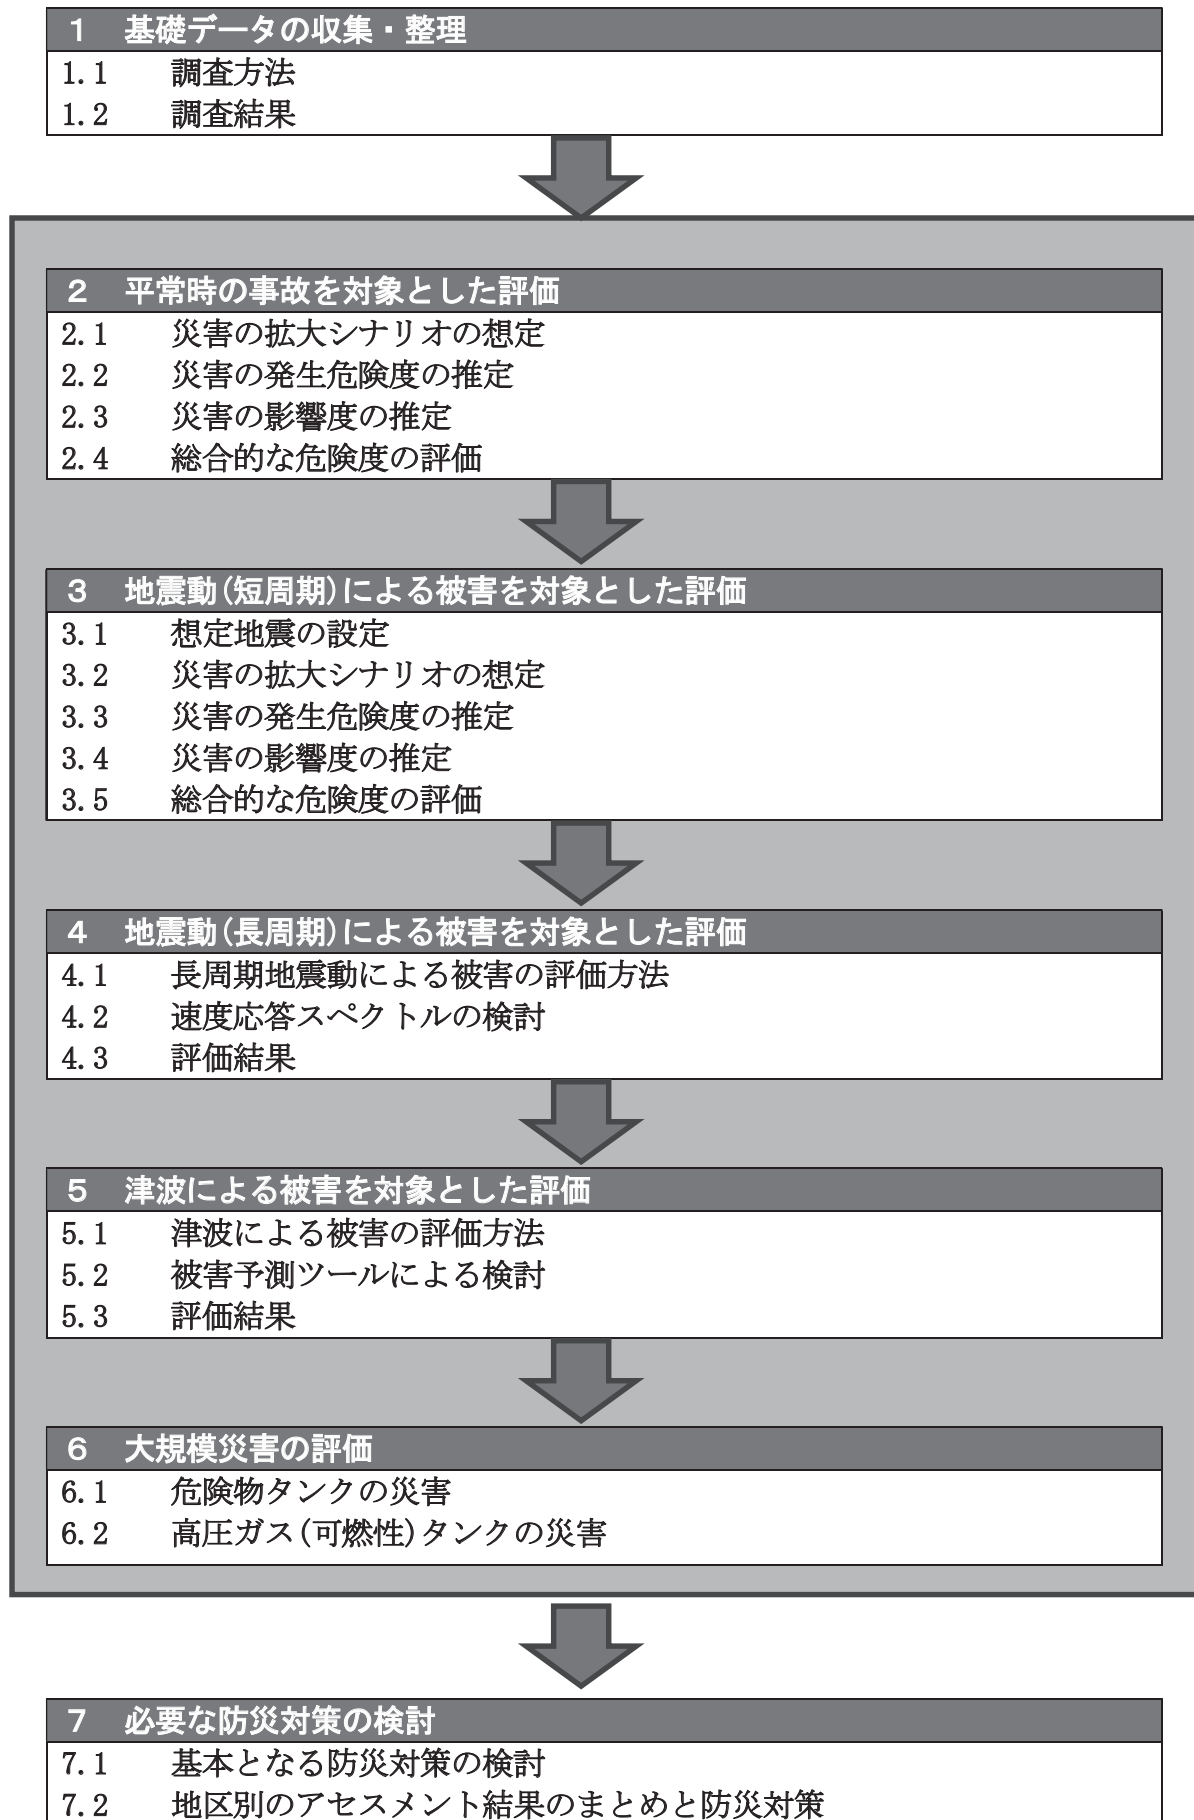 １　基礎データの収集・整理
1.1　調査方法
1.2　調査結果
２　平常時の事故を対象とした評価
2.1　災害の拡大シナリオの想定
2.2　災害の発生危険度の推定
2.3　災害の影響度の推定
2.4　総合的な危険度の評価
３　地震動(短周期)による被害を対象とした評価
3.1　想定地震の設定
3.2　災害の拡大シナリオの想定
3.3　災害の発生危険度の推定
3.4　災害の影響度の推定
3.5　総合的な危険度の評価
４　地震動(長周期)による被害を対象とした評価
4.1　長周期地震動による被害の評価方法
4.2　速度応答スペクトルの検討
4.3　評価結果
５　津波による被害を対象とした評価
5.1　津波による被害の評価方法
5.2　被害予測ツールによる検討
5.3　評価結果
６　大規模災害の評価
6.1　危険物タンクの災害
6.2　高圧ガス(可燃性)タンクの災害
７　必要な防災対策の検討
7.1　基本となる防災対策の検討
7.2　地区別のアセスメント結果のまとめと防災対策